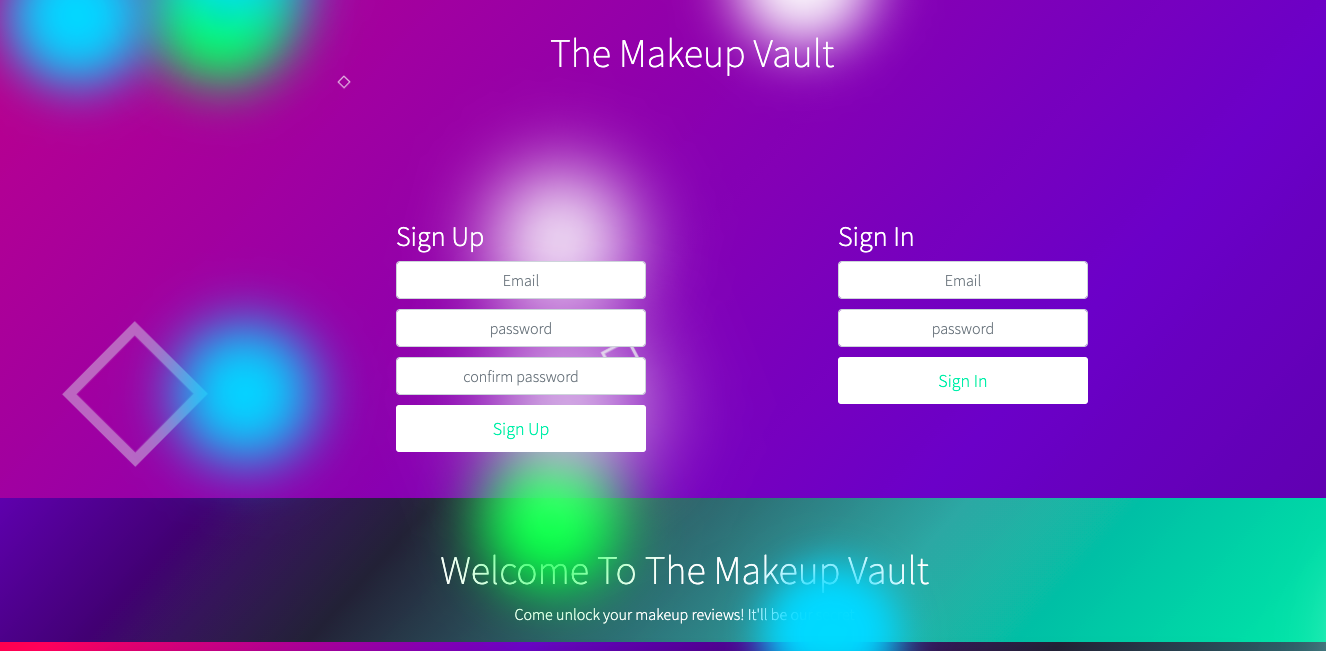 The Makeup Vault
Sign Up
Email
password
confirm password
Sign Up
Sign In
Email
password
Sign In
Welcome To The Makeup Vault
Come unlock your makeup reviews! It'll be